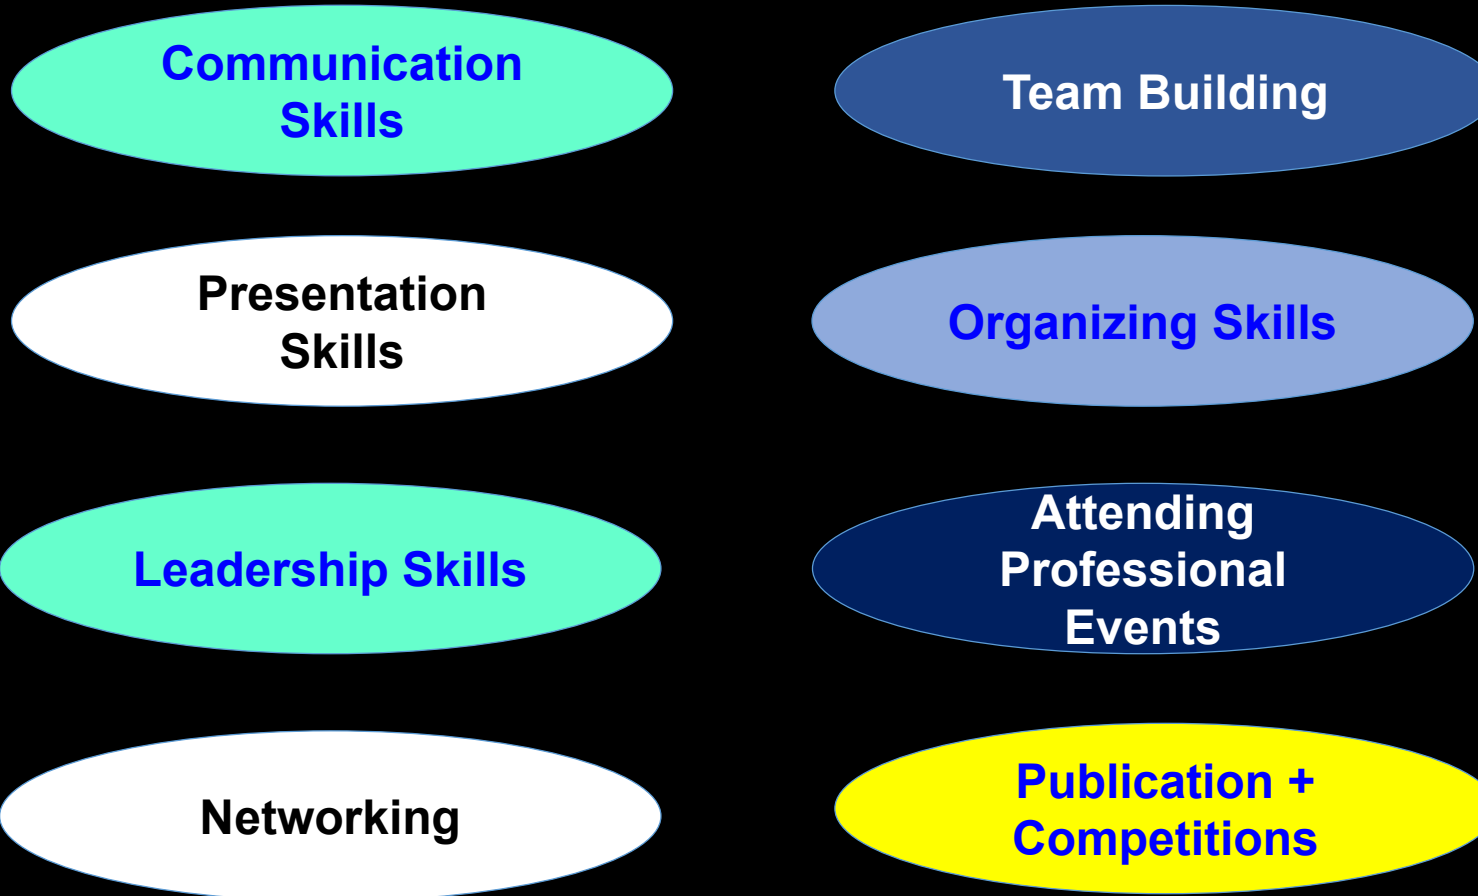 Communication
Skills
Team Building
Presentation
Skills
Organizing Skills
Leadership Skills
Attending
Professional
Events
Networking
Publication +
Competitions